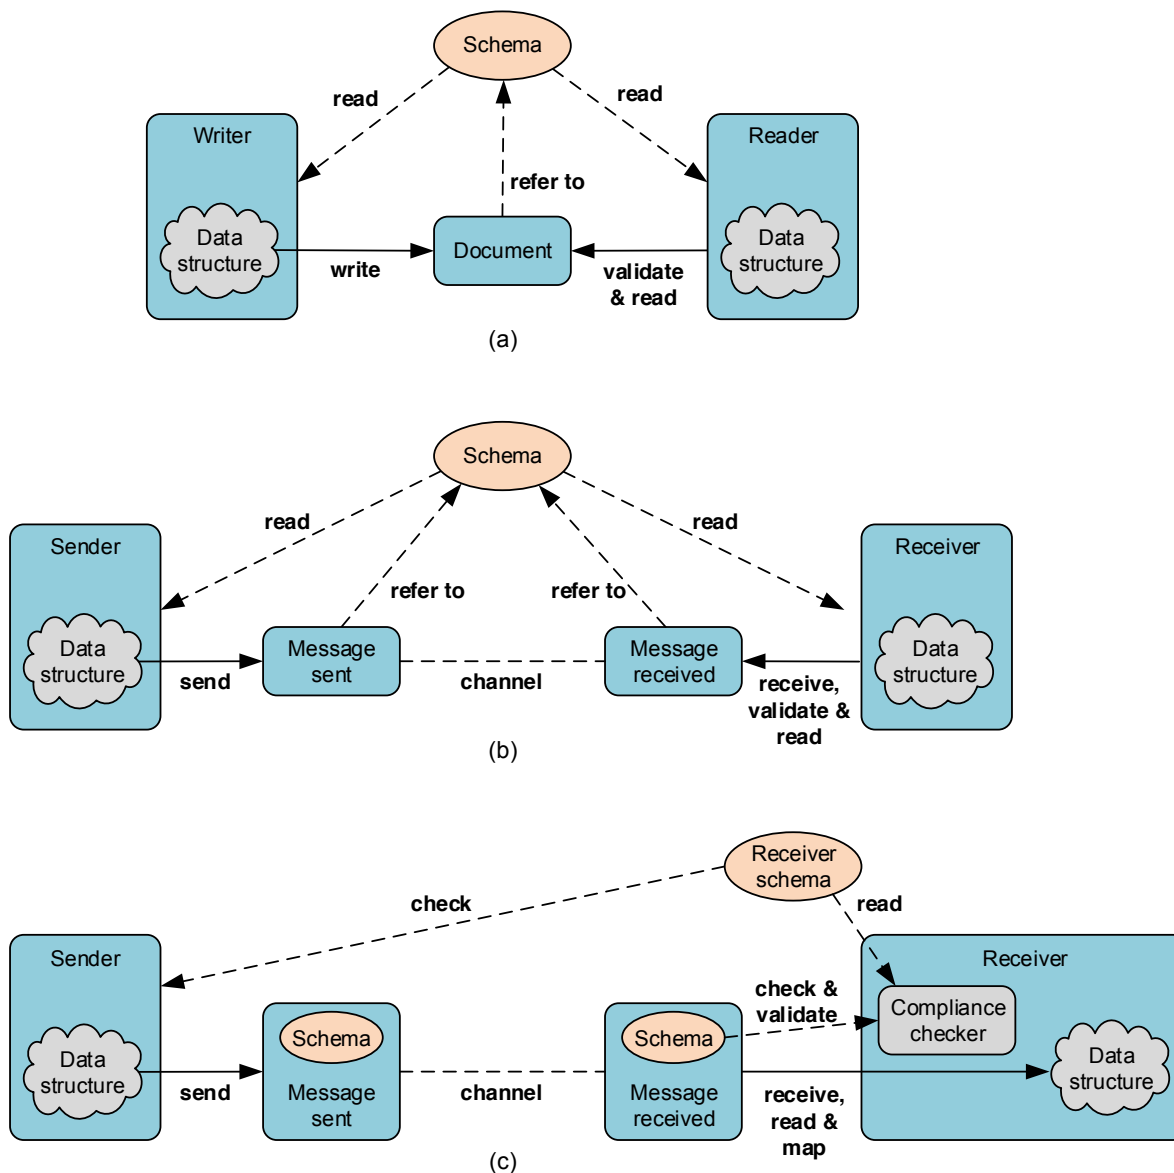 Schema
read
read
Writer
Reader
refer to
Data
structure
Document
Data
structure
write
validate
& read
(a)
Schema
read
read
Sender
Receiver
refer to
refer to
Data
structure
Message
sent
Message
received
Data
structure
send
channel
receive,
validate &
read
(b)
Receiver
schema
check
read
Sender
Receiver
check &
validate
Compliance
checker
Schema
Schema
Data
structure
Data
structure
Message
sent
Message
received
send
channel
receive,
read &
map
(c)